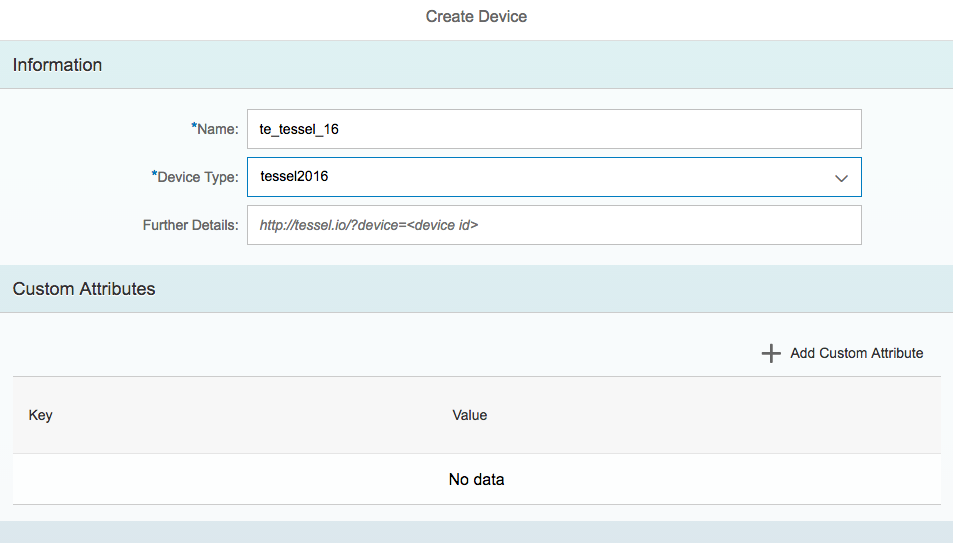 Create Device
Information
*Name: te_tessel_16
*Device Type: tessel2016
Further Details: http://tessel.io/?device=<device id>
Custom Attributes
Add Custom Attribute
Key Value
No data